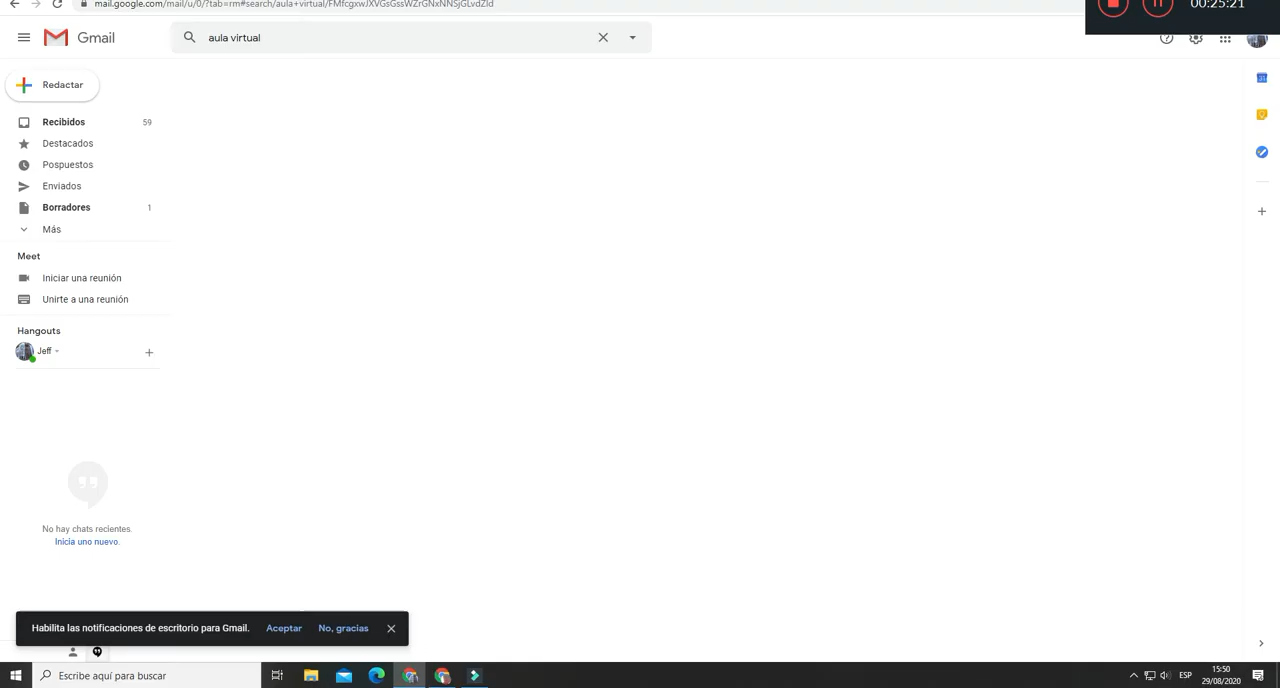 mail.google.com/mail/u/0/?tab=rm#search/aula+virtual/FMfcgxwJXVGsGssWZrGNxNNSjGLvdZld
00:25:21
Gmail
aula virtual
Redactar
Recibidos 59
Destacados
Pospuestos
Enviados
Borradores 1
Más
Meet
Iniciar una reunión
Unirte a una reunión
Hangouts
Jeff
No hay chats recientes.
Inicia uno nuevo.
Habilita las notificaciones de escritorio para Gmail. Aceptar No, gracias
Escribe aquí para buscar
ESP
15:50
29/08/2020